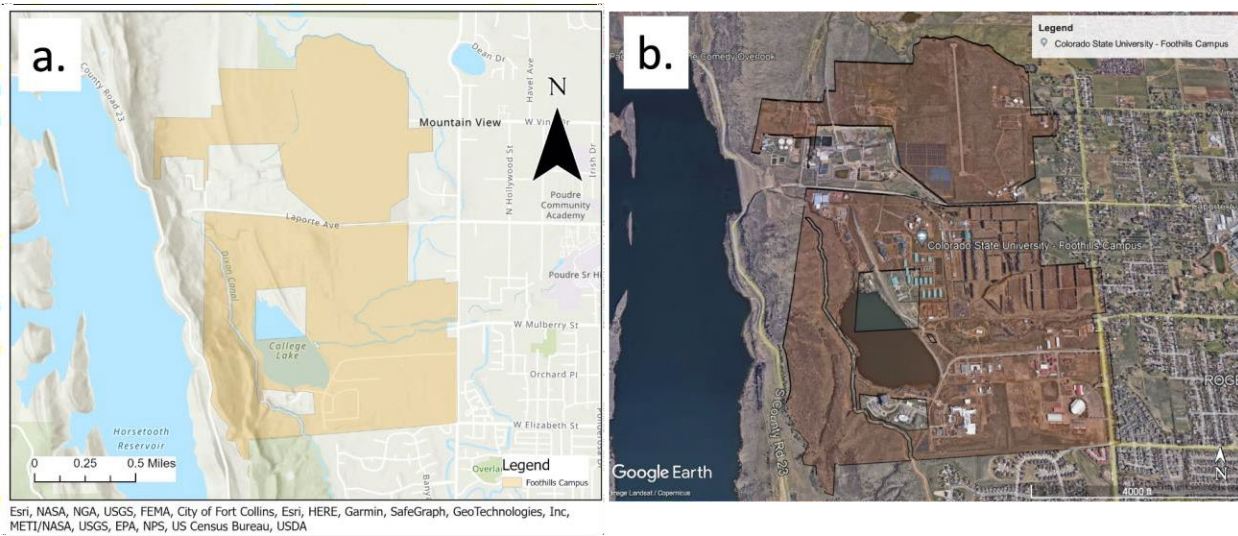 a.
County Road 23
Dean Dr
Havel Ave
N
Mountain View
W Vine Dr
N Hollywood St
Irish Dr
Poudre
Community
Academy
Laporte Ave
Dixon Canal
Poudre Sr Hi
W Mulberry St
College
Lake
Orchard Pl
Horsetooth
Reservoir
W Elizabeth St
0 0.25 0.5 Miles
Overla
Legend
Foothills Campus
Esri, NASA, NGA, USGS, FEMA, City of Fort Collins, Esri, HERE, Garmin, SafeGraph, GeoTechnologies, Inc,
METI/NASA, USGS, EPA, NPS, US Census Bureau, USDA
b.
Legend
Colorado State University - Foothills Campus
Comedy Overlook
Colorado State University - Foothills Campus
S County Rd 23
ROGE
Google Earth
Image Landsat / Copernicus
N
4000 ft